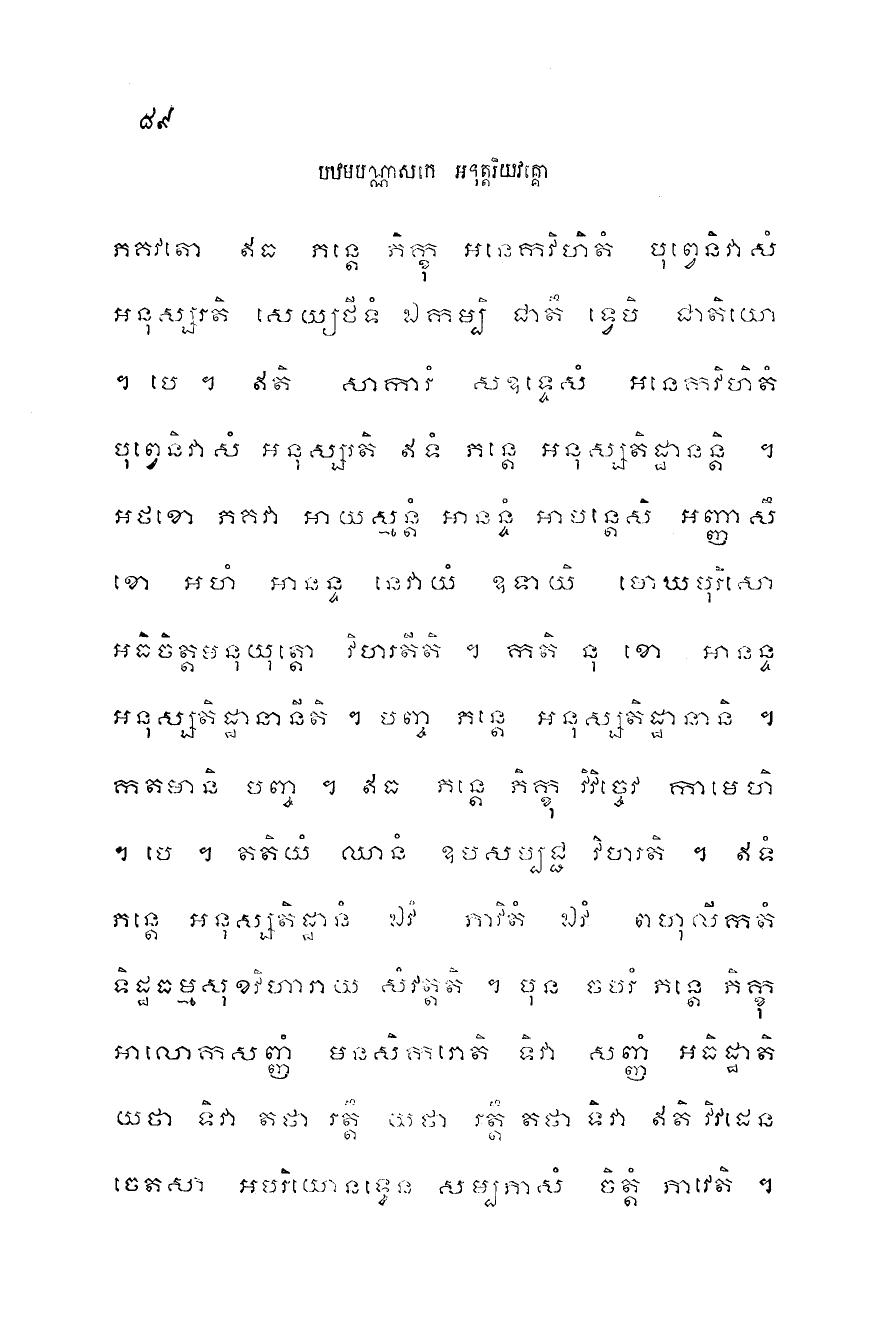 ៨៩
បឋមបណ្ណាសកេ អនុត្តរិយវគ្គោ
ភគវតោ ឥធ ភន្តេ ភិក្ខុ អនេកវិហិតំ បុព្វេនិវាសំ
អនុស្សរតិ សេយ្យថីទំ ឯកម្បិ ជាតឹ ទ្វេបិ ជាតិយោ
។ បេ ។ ឥតិ សាការំ សឧទ្ទេសំ អនេកវិហិតំ
បុព្វេនិវាសំ អនុស្សរតិ ឥទំ ភន្តេ អនុស្សតិដ្ឋានន្តិ ។
អថខោ ភគវា អាយស្មន្តំ អានន្ទំ អាមន្តេសិ អញ្ញាសឹ
ខោ អហំ អានន្ទ នេវាយំ ឧទាយិ មោឃបុរិសោ
អធិចិត្តមនុយុត្តោ វិហរតីតិ ។ កតិ នុ ខោ អានន្ទ
អនុស្សតិដ្ឋានានីតិ ។ បញ្ច ភន្តេ អនុស្សតិដ្ឋានានិ ។
កតមានិ បញ្ច ។ ឥធ ភន្តេ ភិក្ខុ វិវិច្ចេវ កាមេហិ
។ បេ ។ តតិយំ ឈានំ ឧបសម្បជ្ជ វិហរតិ ។ ឥទំ
ភន្តេ អនុស្សតិដ្ឋានំ ឯវំ ភាវិតំ ឯវំ ពហុលីកតំ
ទិដ្ឋធម្មសុខវិហារាយ សំវត្តតិ ។ បុន ចបរំ ភន្តេ ភិក្ខុ
អាលោកសញ្ញំ មនសិករោតិ ទិវា សញ្ញំ អធិដ្ឋាតិ
យថា ទិវា តថា រត្តឹ យថា រត្តឹ តថា ទិវា ឥតិ វិវដេន
ចេតសា អបរិយោនទ្ធេន សម្បភាសំ ចិត្តំ ភាវេតិ ។